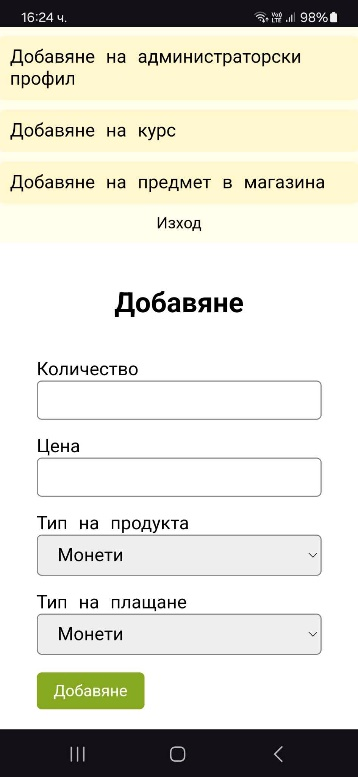 16:24 ч.
98%
Добавяне на администраторски
профил
Добавяне на курс
Добавяне на предмет в магазина
Изход
Добавяне
Количество
Цена
Тип на продукта
Монети
Тип на плащане
Монети
Добавяне